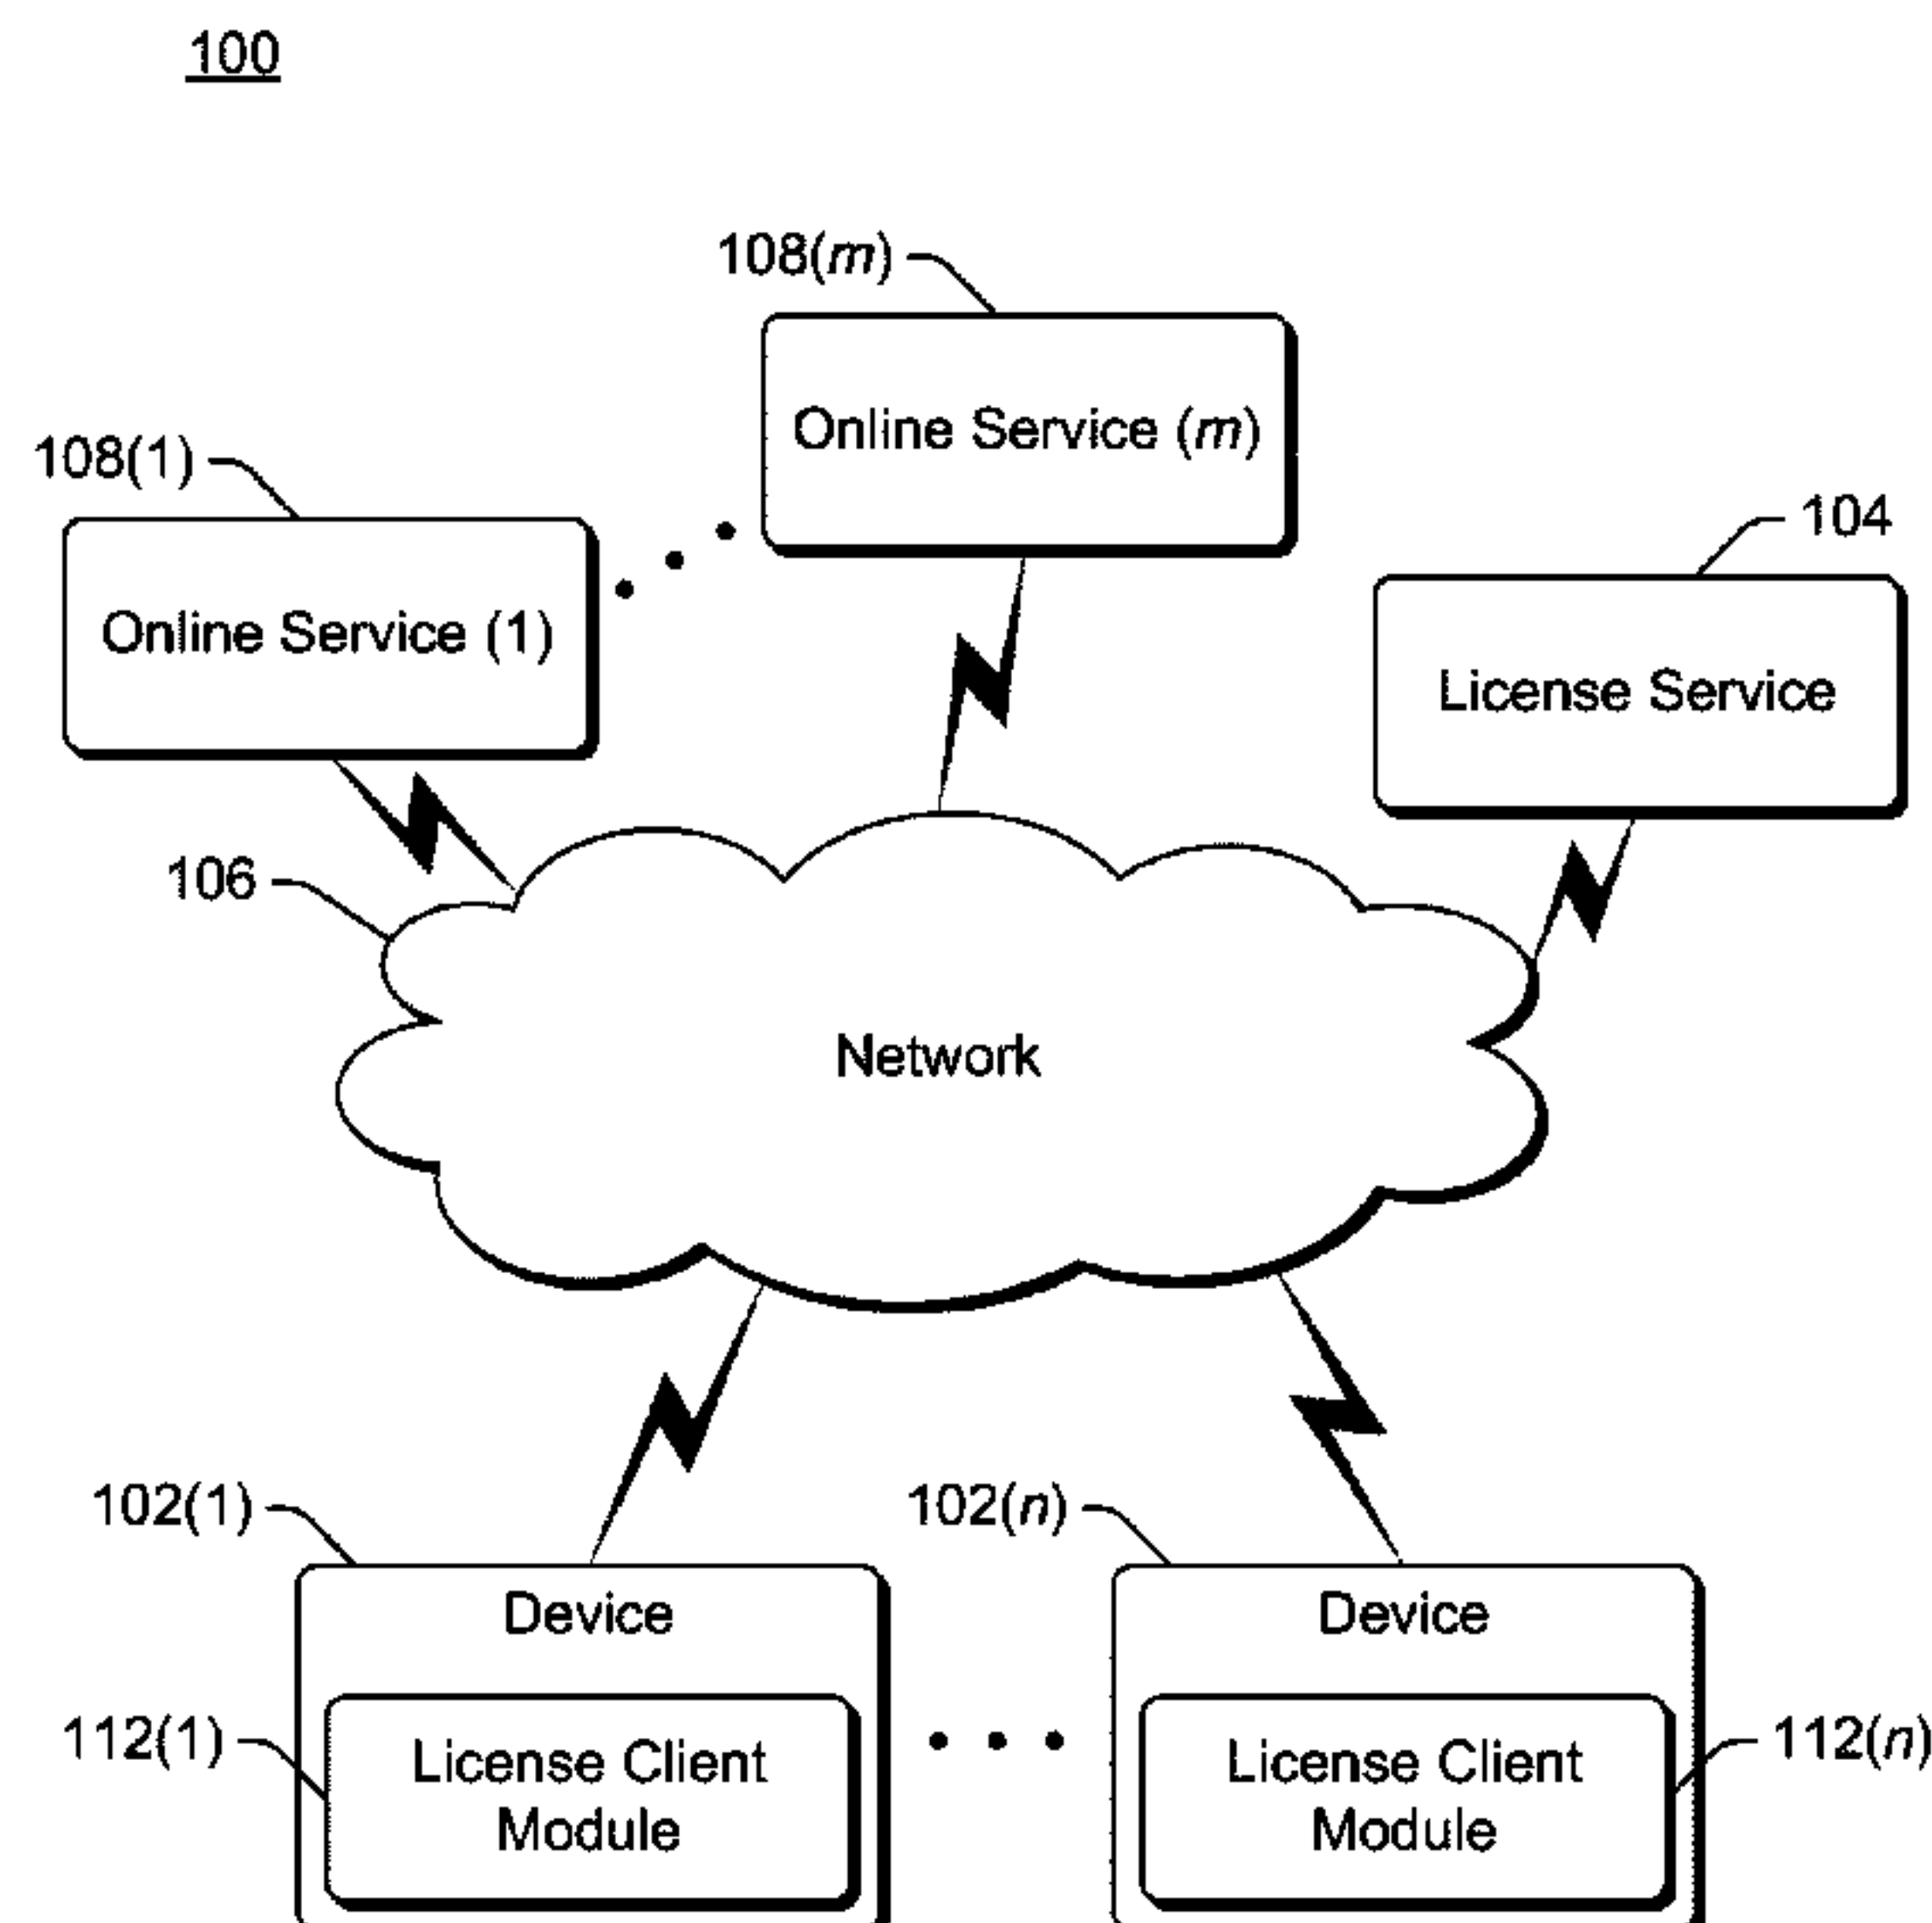 100
108(m)
Online Service (m)
108(1)
Online Service (1)
104
License Service
106
Network
102(1)
102(n)
Device
Device
112(1)
License Client
Module
License Client
Module
112(n)